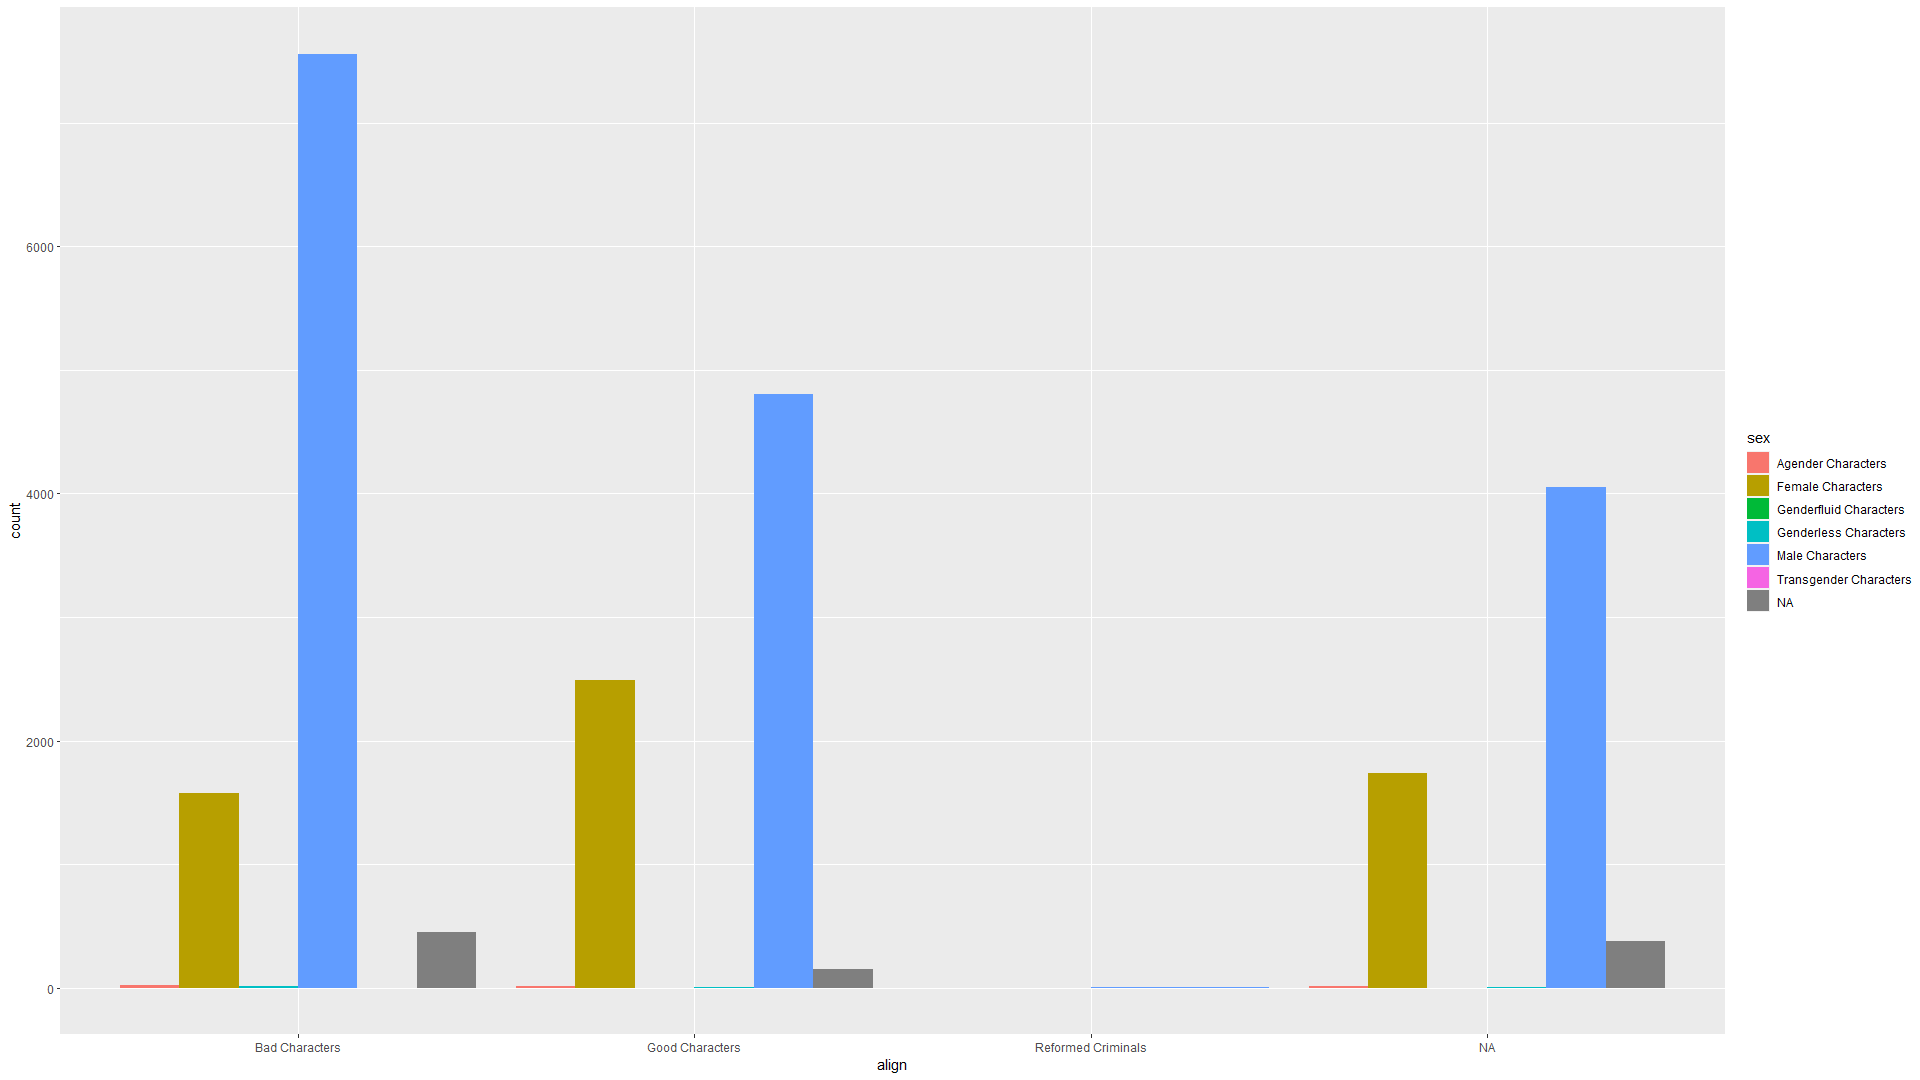 6000
4000
2000
0
count
Bad Characters
Good Characters
Reformed Criminals
NA
align
sex
Agender Characters
Female Characters
Genderfluid Characters
Genderless Characters
Male Characters
Transgender Characters
NA